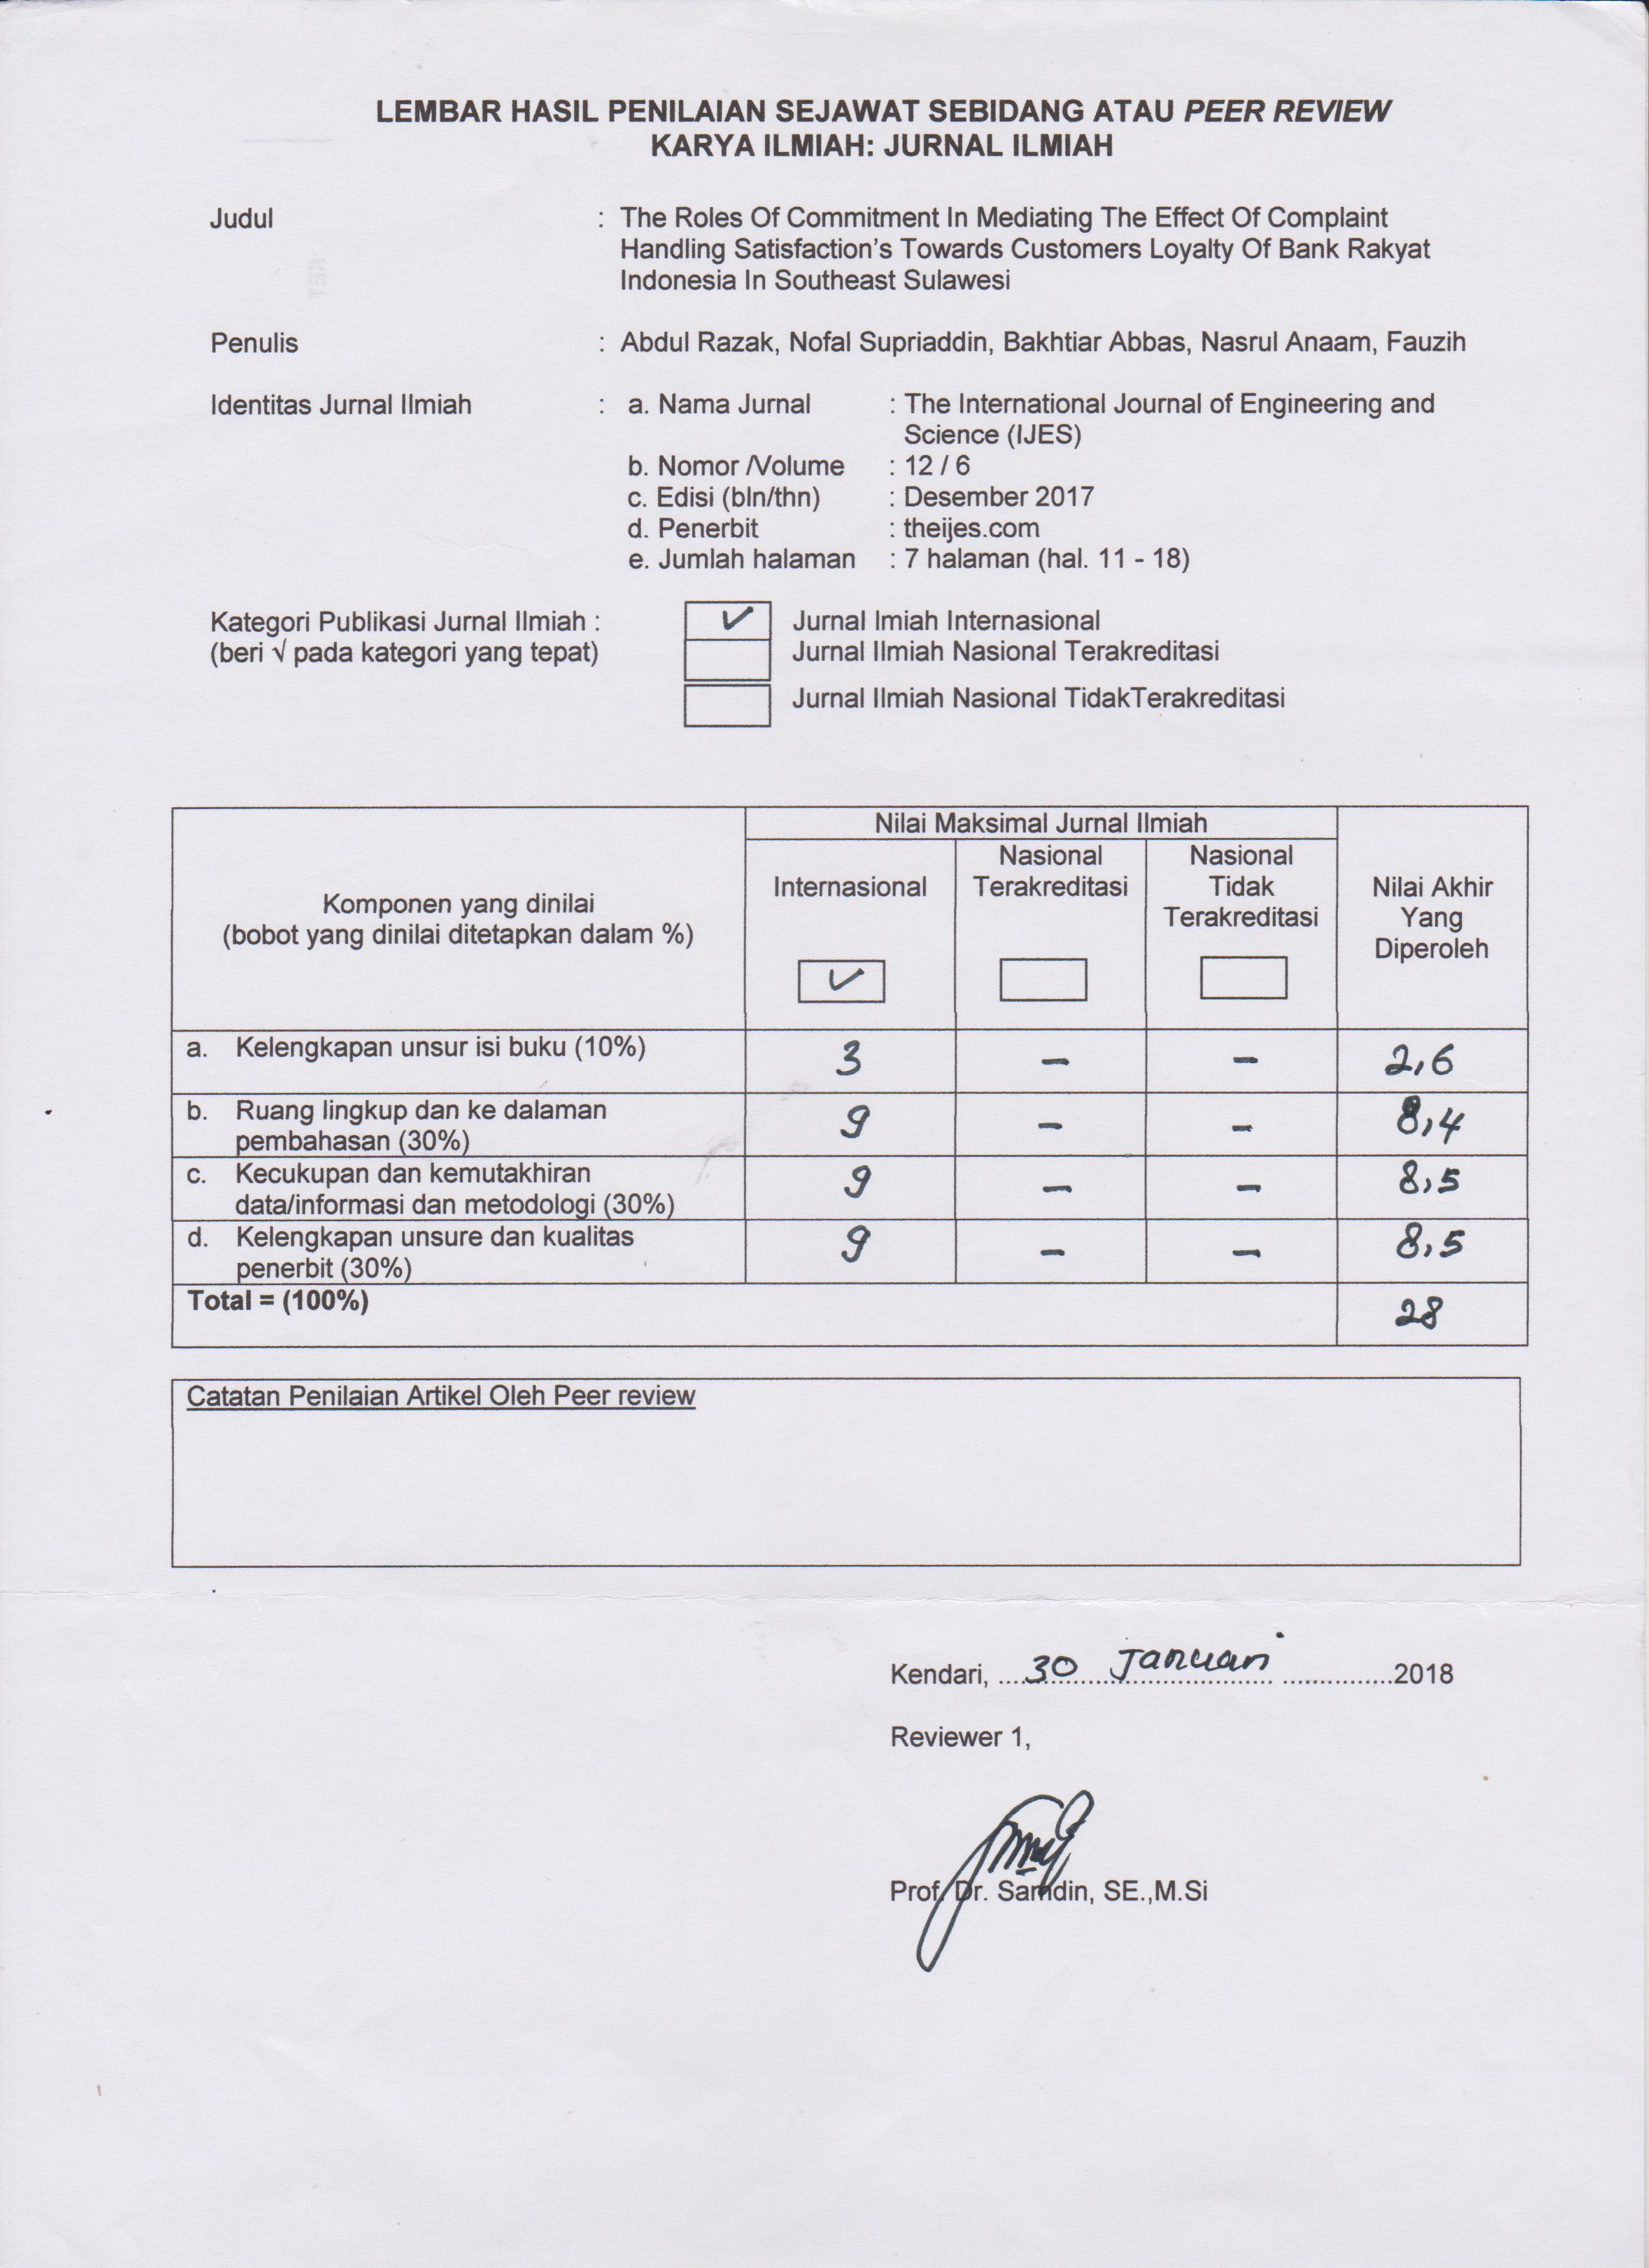 LEMBAR HASIL PENILAIAN SEJAWAT SEBIDANG ATAU PEER REVIEW
KARYA ILMIAH: JURNAL ILMIAH
Judul : The Roles Of Commitment In Mediating The Effect Of Complaint
Handling Satisfaction's Towards Customers Loyalty Of Bank Rakyat
Indonesia In Southeast Sulawesi
Penulis : Abdul Razak, Nofal Supriaddin, Bakhtiar Abbas, Nasrul Anaam, Fauzih
Identitas Jurnal Ilmiah : a. Nama Jurnal : The International Journal of Engineering and
Science (IJES)
b. Nomor /Volume : 12 / 6
c. Edisi (bln/thn) : Desember 2017
d. Penerbit : theijes.com
e. Jumlah halaman : 7 halaman (hal. 11 - 18)
Kategori Publikasi Jurnal Ilmiah : ✓ Jurnal Imiah Internasional
(beri √ pada kategori yang tepat) Jurnal Ilmiah Nasional Terakreditasi
Jurnal Ilmiah Nasional TidakTerakreditasi
Komponen yang dinilai
(bobot yang dinilai ditetapkan dalam %)
Nilai Maksimal Jurnal Ilmiah
Internasional
✓
Nasional
Terakreditasi
Nasional
Tidak
Terakreditasi
Nilai Akhir
Yang
Diperoleh
a. Kelengkapan unsur isi buku (10%) 3 - - 2,6
b. Ruang lingkup dan ke dalaman
pembahasan (30%) 9 - - 8,4
c. Kecukupan dan kemutakhiran
data/informasi dan metodologi (30%) 9 - - 8,5
d. Kelengkapan unsure dan kualitas
penerbit (30%) 9 - - 8,5
Total = (100%) 28
Catatan Penilaian Artikel Oleh Peer review
Kendari, ....30 Januari...............2018
Reviewer 1,
Prof. Dr. Samdin, SE.,M.Si